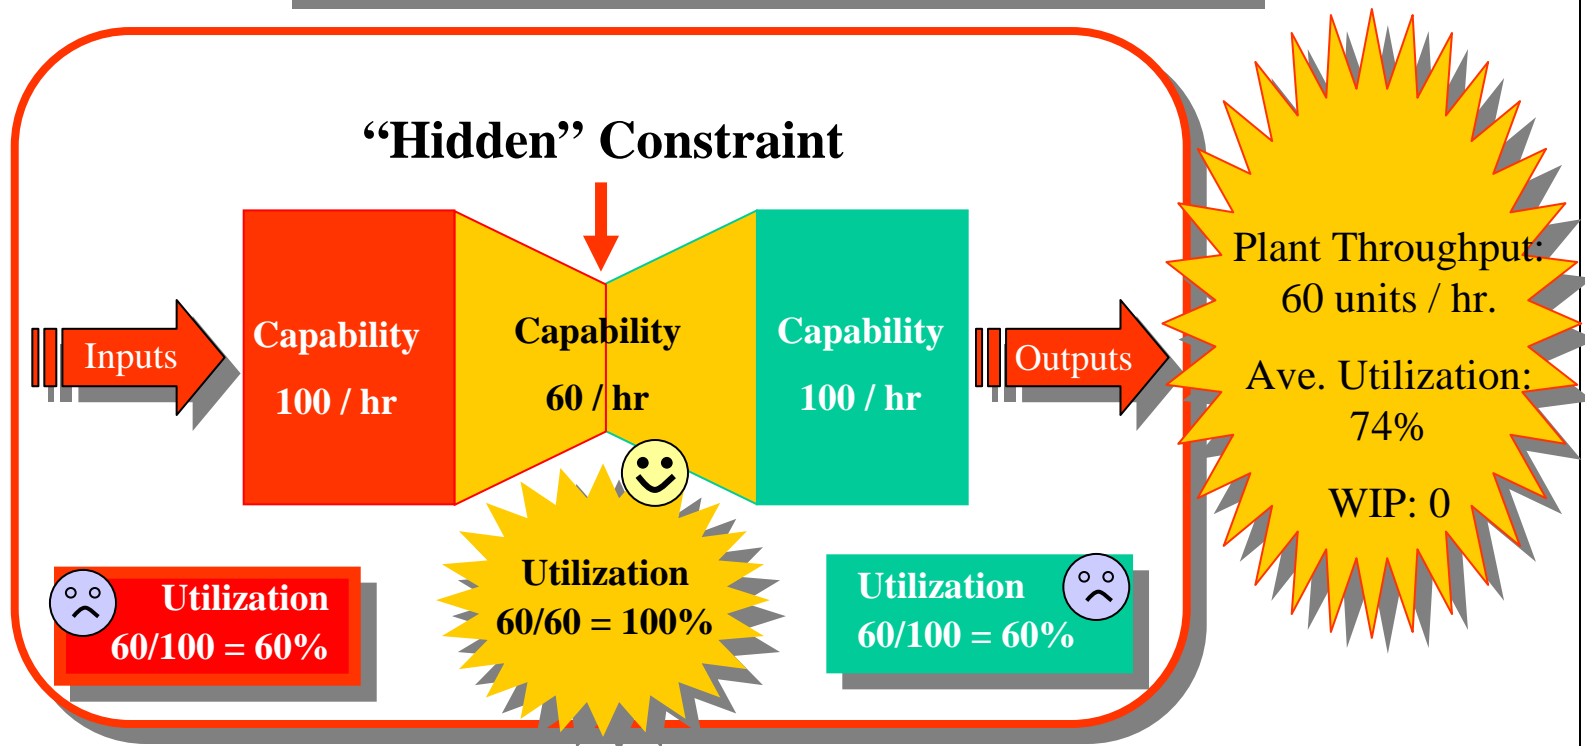 “Hidden” Constraint
Inputs
Capability
100 / hr
Capability
60 / hr
Capability
100 / hr
Outputs
Utilization
60/100 = 60%
Utilization
60/60 = 100%
Utilization
60/100 = 60%
Plant Throughput:
60 units / hr.
Ave. Utilization:
74%
WIP: 0